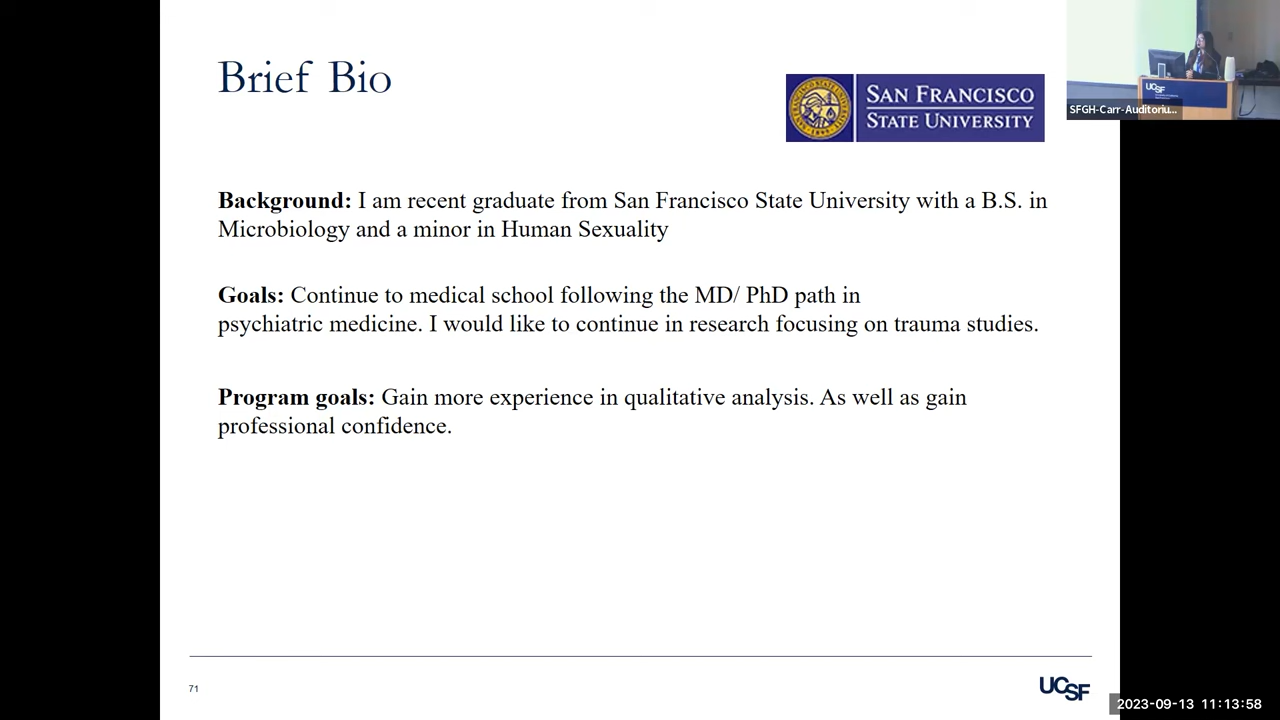 Brief Bio
SAN FRANCISCO
STATE UNIVERSITY
UCSF
SFGH-Carr-Auditoriu...
Background: I am recent graduate from San Francisco State University with a B.S. in
Microbiology and a minor in Human Sexuality
Goals: Continue to medical school following the MD/ PhD path in
psychiatric medicine. I would like to continue in research focusing on trauma studies.
Program goals: Gain more experience in qualitative analysis. As well as gain
professional confidence.
71
UCSF
2023-09-13 11:13:58